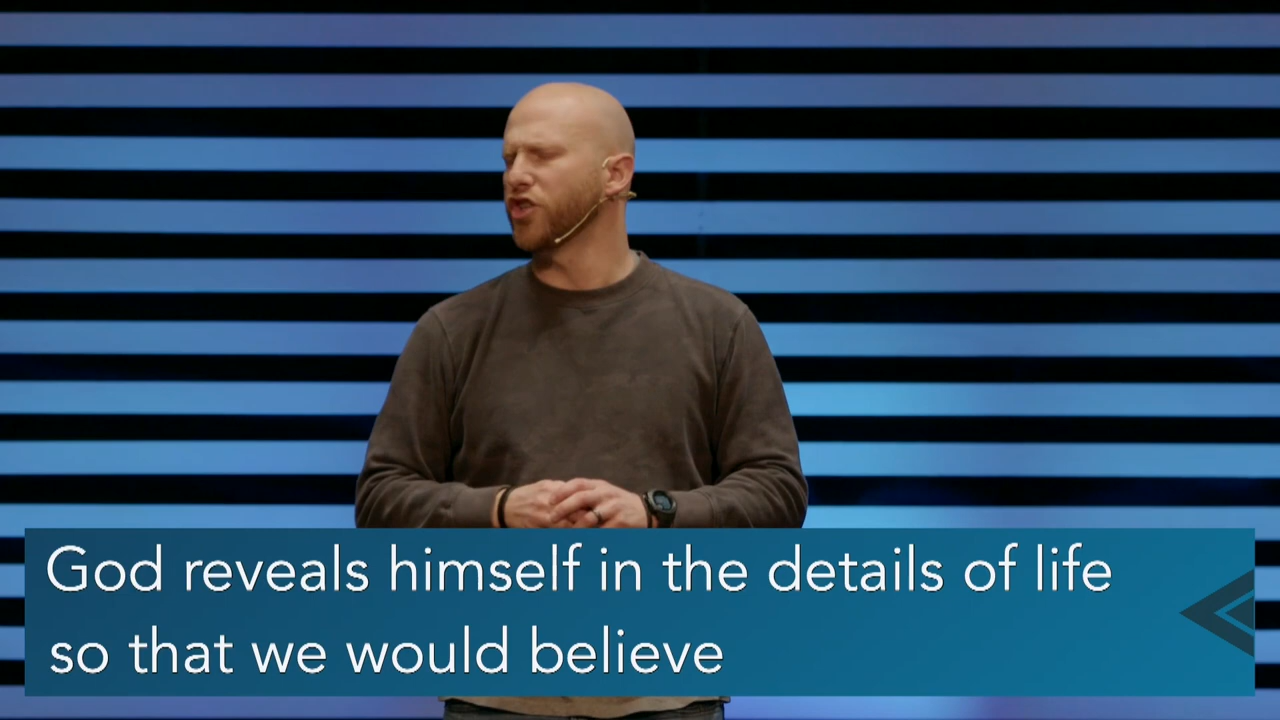 God reveals himself in the details of life
so that we would believe